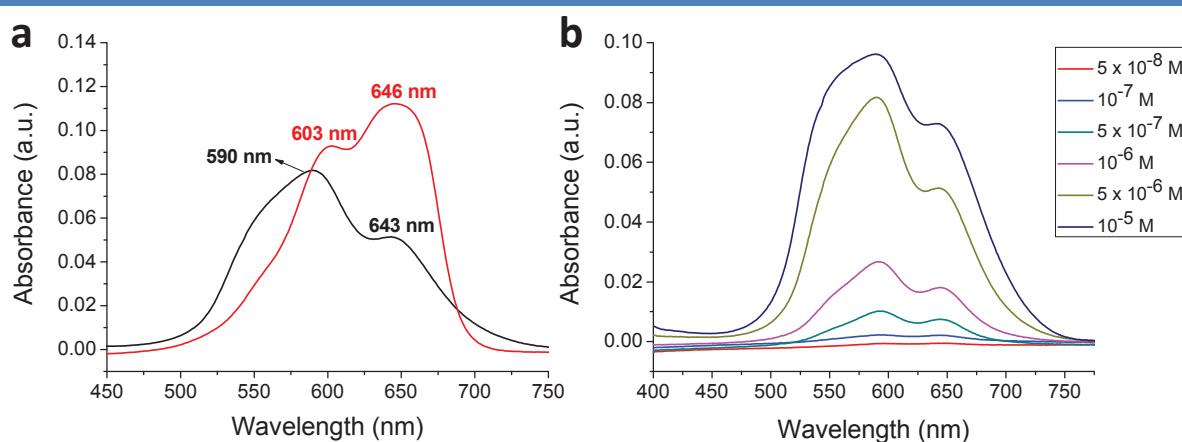 a
0.14
0.12
0.10
0.08
0.06
0.04
0.02
0.00
Absorbance (a.u.)
646 nm
603 nm
590 nm
643 nm
450 500 550 600 650 700 750
Wavelength (nm)
b
0.10
0.08
0.06
0.04
0.02
0.00
Absorbance (a.u.)
5 x 10⁻⁸ M
10⁻⁷ M
5 x 10⁻⁷ M
10⁻⁶ M
5 x 10⁻⁶ M
10⁻⁵ M
400 450 500 550 600 650 700 750
Wavelength (nm)